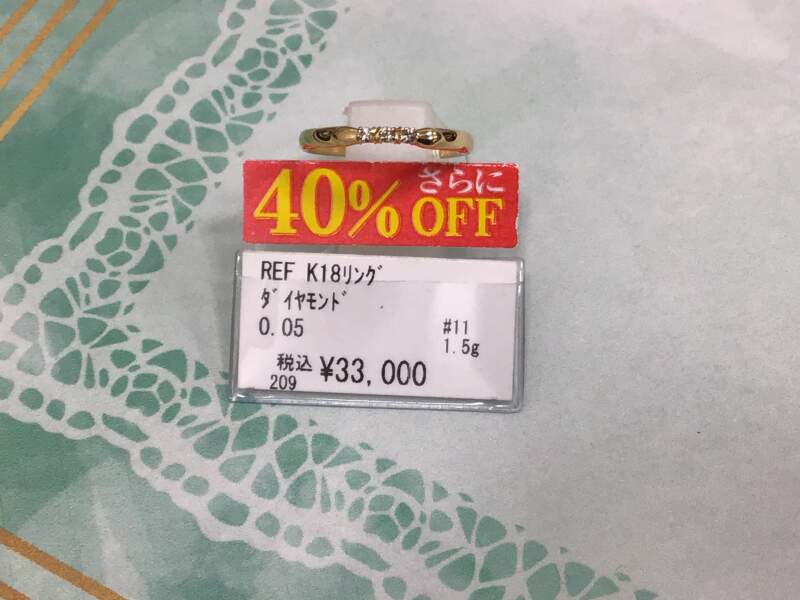 さらに
40% OFF
REF K18ﾘﾝｸﾞ
ﾀﾞｲﾔﾓﾝﾄﾞ
0.05 #11
1.5g
税込 ¥33,000
209